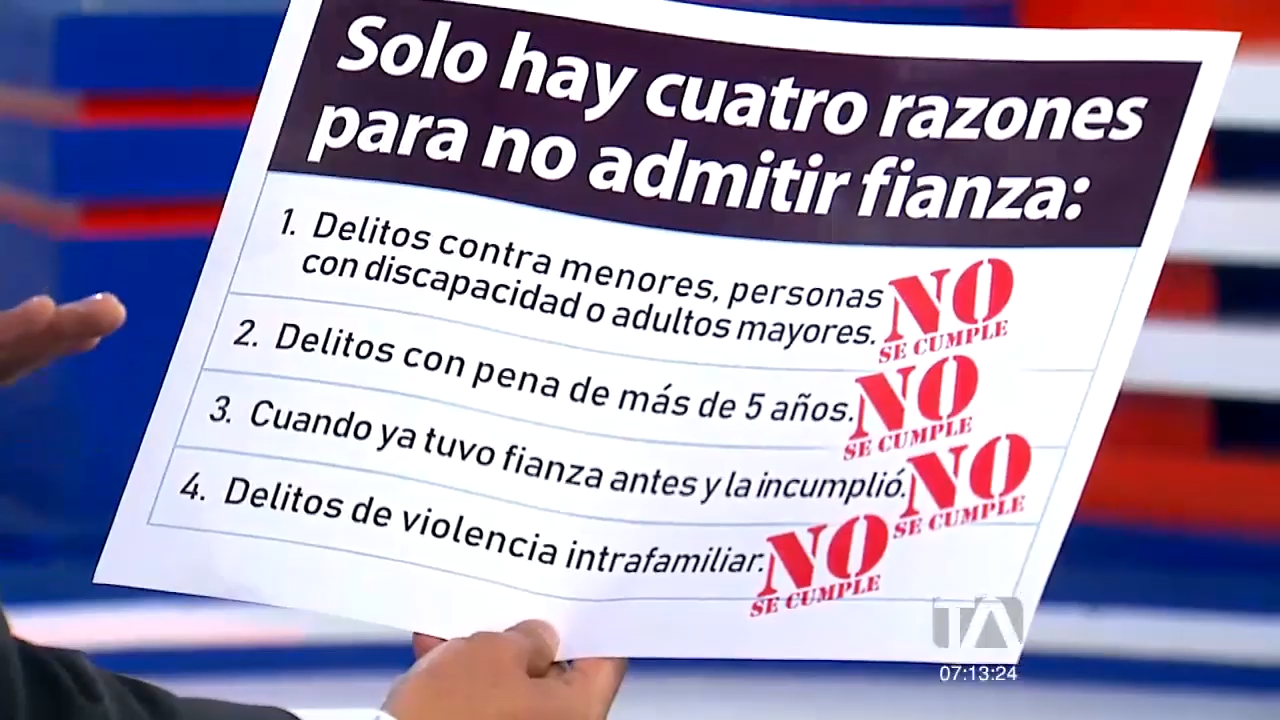 Solo hay cuatro razones
para no admitir fianza:
1. Delitos contra menores, personas
con discapacidad o adultos mayores.
NO
SE CUMPLE
2. Delitos con pena de más de 5 años.
NO
SE CUMPLE
3. Cuando ya tuvo fianza antes y la incumplió.
NO
SE CUMPLE
4. Delitos de violencia intrafamiliar.
NO
SE CUMPLE
TA
07:13:24